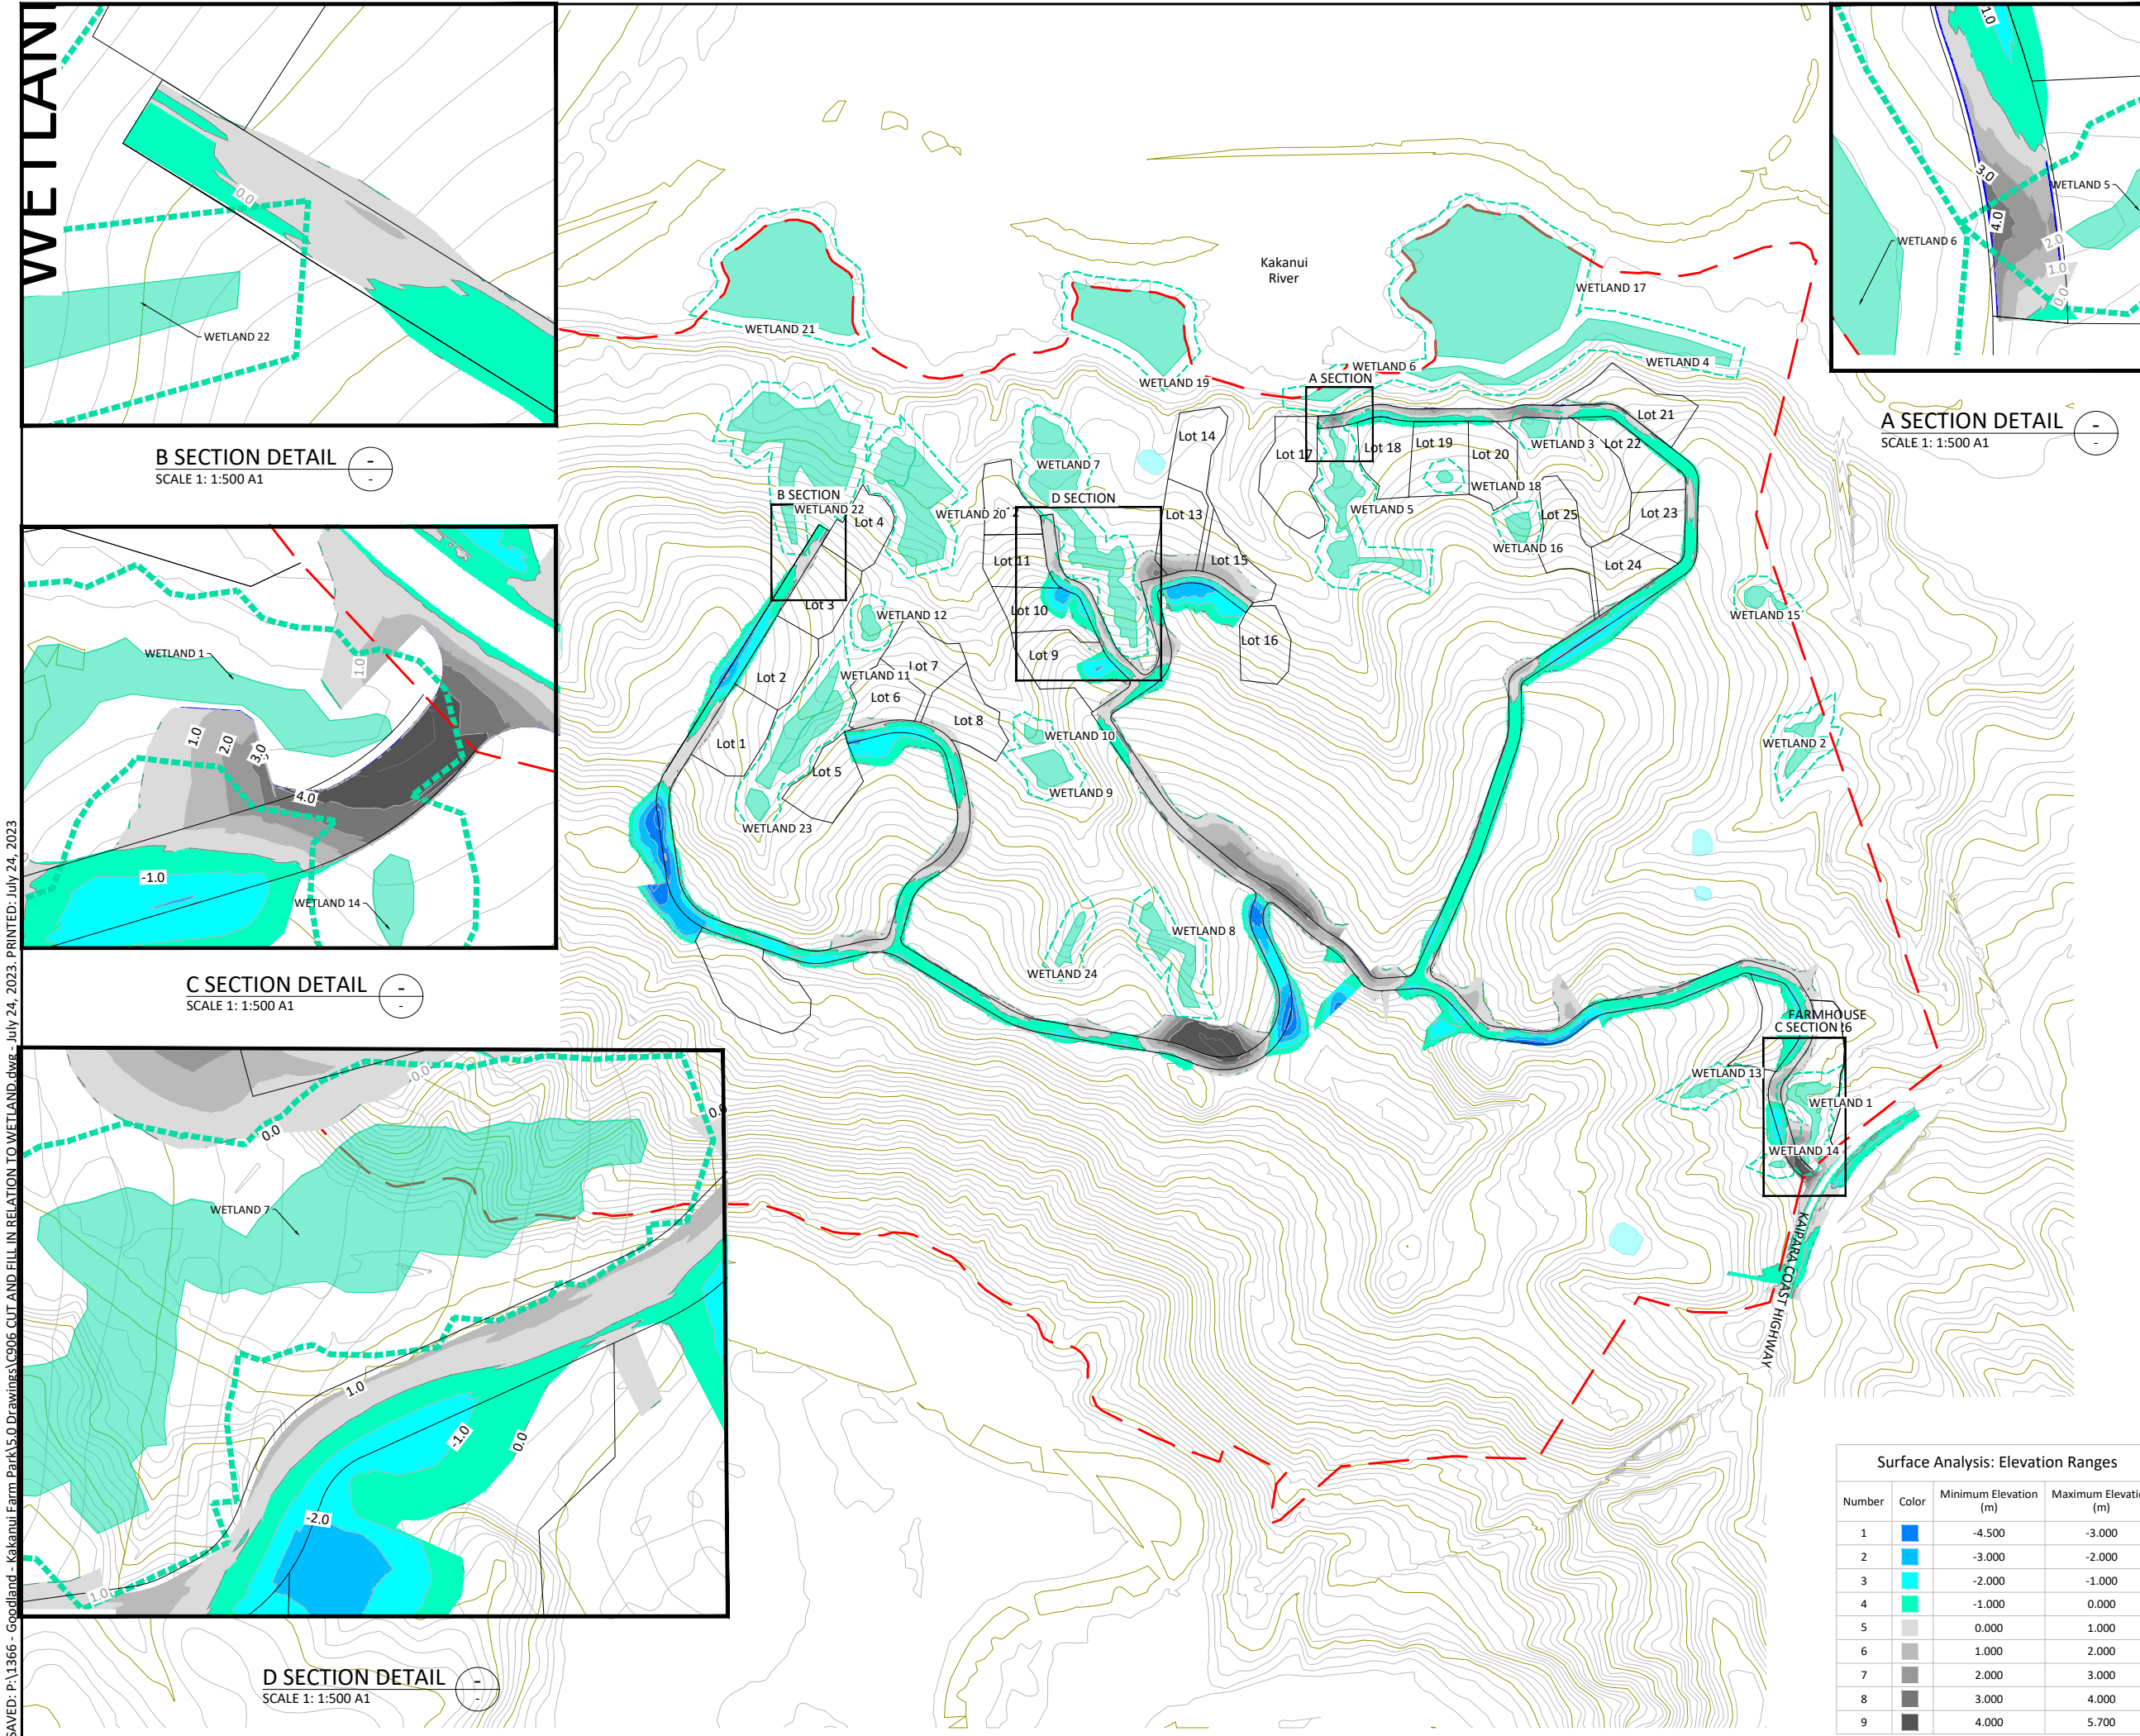 WETLAN
0.0
WETLAND 22
B SECTION DETAIL
-
SCALE 1: 1:500 A1
-
WETLAND 1
1.0
1.0
2.0
3.0
4.0
-1.0
WETLAND 14
C SECTION DETAIL
-
SCALE 1: 1:500 A1
-
0.0
0.0
0.0
WETLAND 7
1.0
-1.0
0.0
-2.0
1.0
D SECTION DETAIL
-
SCALE 1: 1:500 A1
-
SAVED: P:\1366 - Goodland - Kakanui Farm Park\5.0 Drawings\C906 CUT AND FILL IN RELATION TO WETLAND.dwg - July 24, 2023. PRINTED: July 24, 2023
1.0
3.0
4.0
2.0
1.0
0.0
WETLAND 5
WETLAND 6
A SECTION DETAIL
-
SCALE 1: 1:500 A1
-
Kakanui
River
WETLAND 21
WETLAND 19
WETLAND 17
WETLAND 6
WETLAND 4
A SECTION
Lot 14
Lot 17
Lot 18
Lot 19
Lot 20
WETLAND 3
Lot 22
Lot 21
WETLAND 7
WETLAND 18
B SECTION
WETLAND 22
Lot 4
WETLAND 20
D SECTION
Lot 13
WETLAND 5
Lot 25
Lot 23
WETLAND 16
Lot 11
Lot 15
Lot 24
Lot 3
WETLAND 12
Lot 10
Lot 16
WETLAND 15
Lot 9
Lot 7
Lot 2
WETLAND 11
Lot 6
Lot 8
Lot 1
WETLAND 10
WETLAND 2
Lot 5
WETLAND 9
WETLAND 23
WETLAND 8
WETLAND 24
FARMHOUSE
C SECTION
WETLAND 13
WETLAND 1
WETLAND 14
KAIPARA COAST HIGHWAY
Surface Analysis: Elevation Ranges
Number Color Minimum Elevation (m) Maximum Elevati (m)
1 -4.500 -3.000
2 -3.000 -2.000
3 -2.000 -1.000
4 -1.000 0.000
5 0.000 1.000
6 1.000 2.000
7 2.000 3.000
8 3.000 4.000
9 4.000 5.700